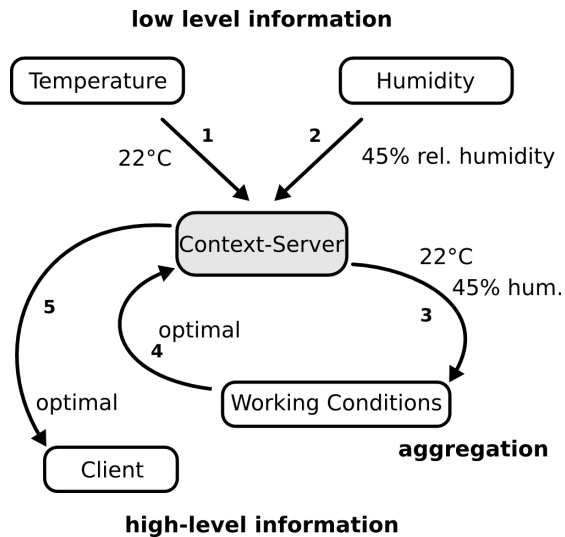 low level information
Temperature
Humidity
1
2
22°C
45% rel. humidity
Context-Server
22°C
45% hum.
5
3
optimal
4
optimal
Working Conditions
aggregation
Client
high-level information